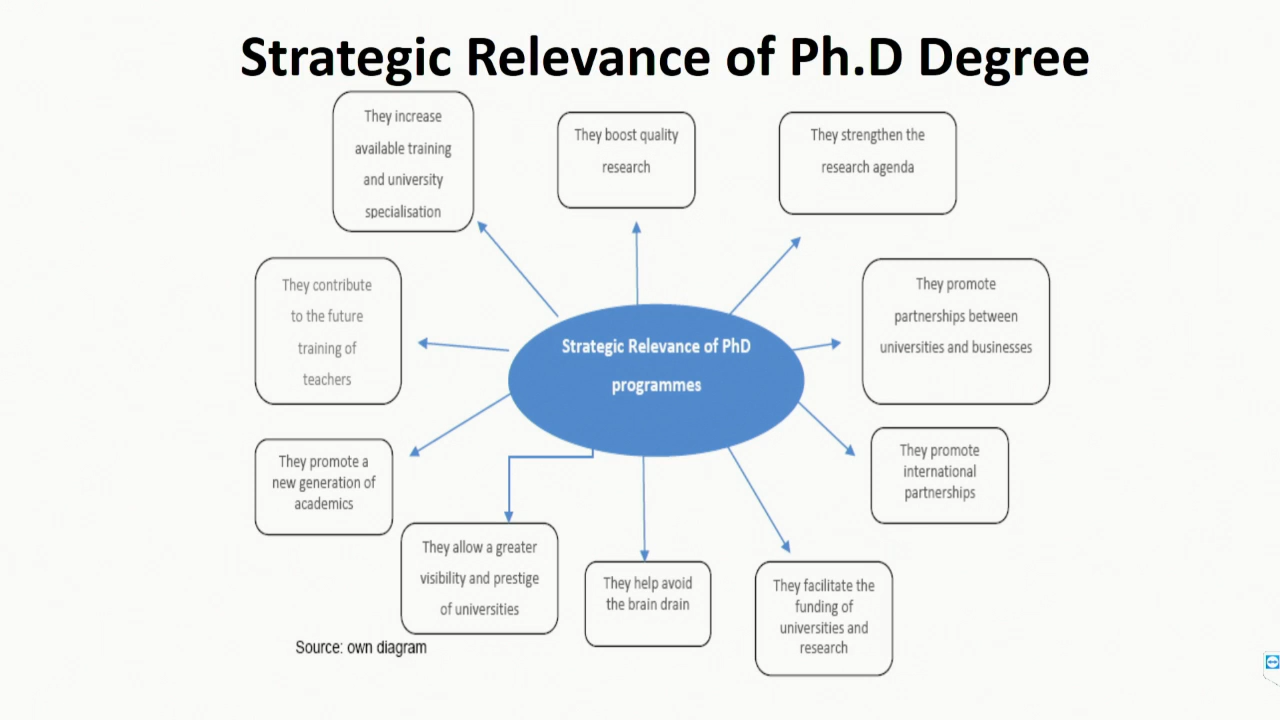 Strategic Relevance of Ph.D Degree
They increase
available training
and university
specialisation
They boost quality
research
They strengthen the
research agenda
They contribute
to the future
training of
teachers
Strategic Relevance of PhD
programmes
They promote
partnerships between
universities and businesses
They promote a
new generation of
academics
They promote
international
partnerships
They allow a greater
visibility and prestige
of universities
They help avoid
the brain drain
They facilitate the
funding of
universities and
research
Source: own diagram